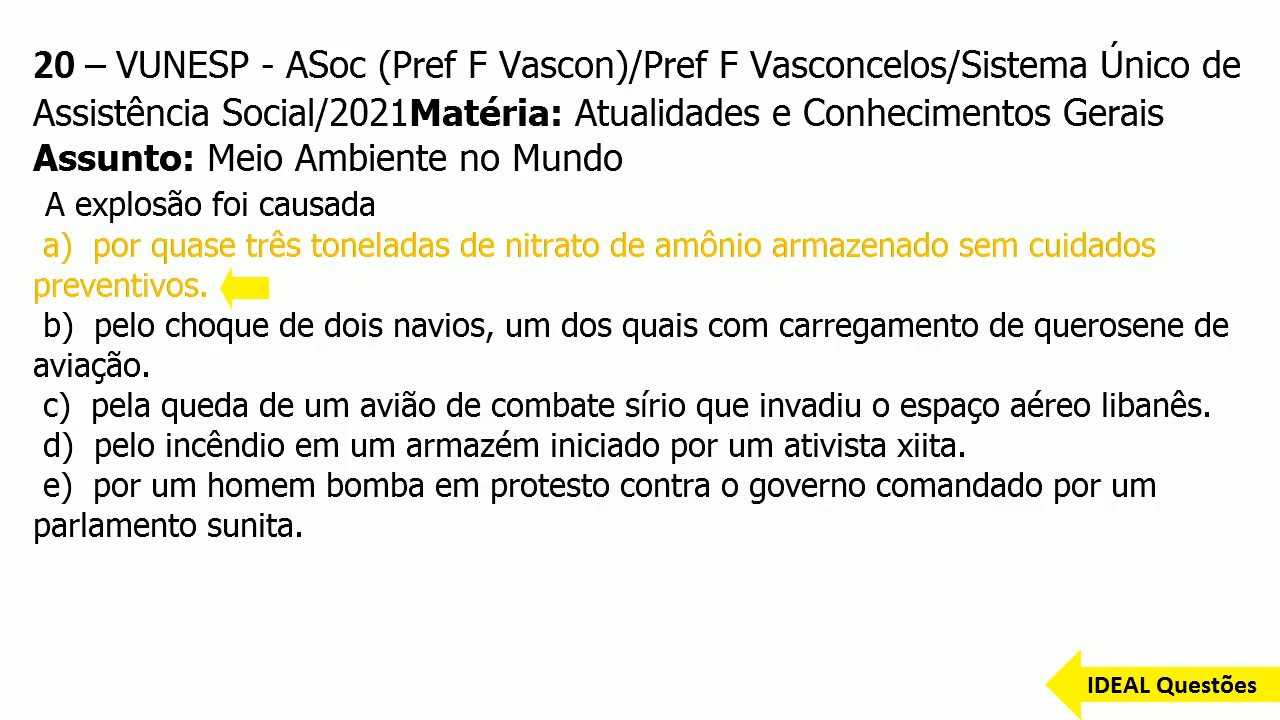 20 – VUNESP - ASoc (Pref F Vascon)/Pref F Vasconcelos/Sistema Único de
Assistência Social/2021Matéria: Atualidades e Conhecimentos Gerais
Assunto: Meio Ambiente no Mundo
A explosão foi causada
a) por quase três toneladas de nitrato de amônio armazenado sem cuidados
preventivos.
b) pelo choque de dois navios, um dos quais com carregamento de querosene de
aviação.
c) pela queda de um avião de combate sírio que invadiu o espaço aéreo libanês.
d) pelo incêndio em um armazém iniciado por um ativista xiita.
e) por um homem bomba em protesto contra o governo comandado por um
parlamento sunita.
IDEAL Questões